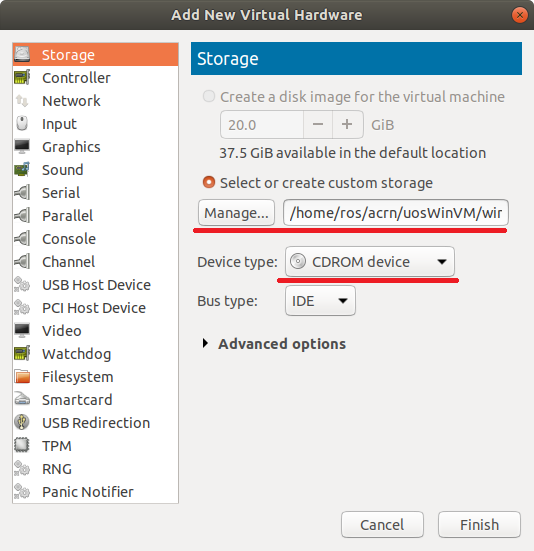 Add New Virtual Hardware
Storage
Controller
Network
Input
Graphics
Sound
Serial
Parallel
Console
Channel
USB Host Device
PCI Host Device
Video
Watchdog
Filesystem
Smartcard
USB Redirection
TPM
RNG
Panic Notifier
Storage
Create a disk image for the virtual machine
20.0 − + GiB
37.5 GiB available in the default location
Select or create custom storage
Manage... /home/ros/acrn/uosWinVM/wir
Device type: CDROM device
Bus type: IDE
Advanced options
Cancel Finish